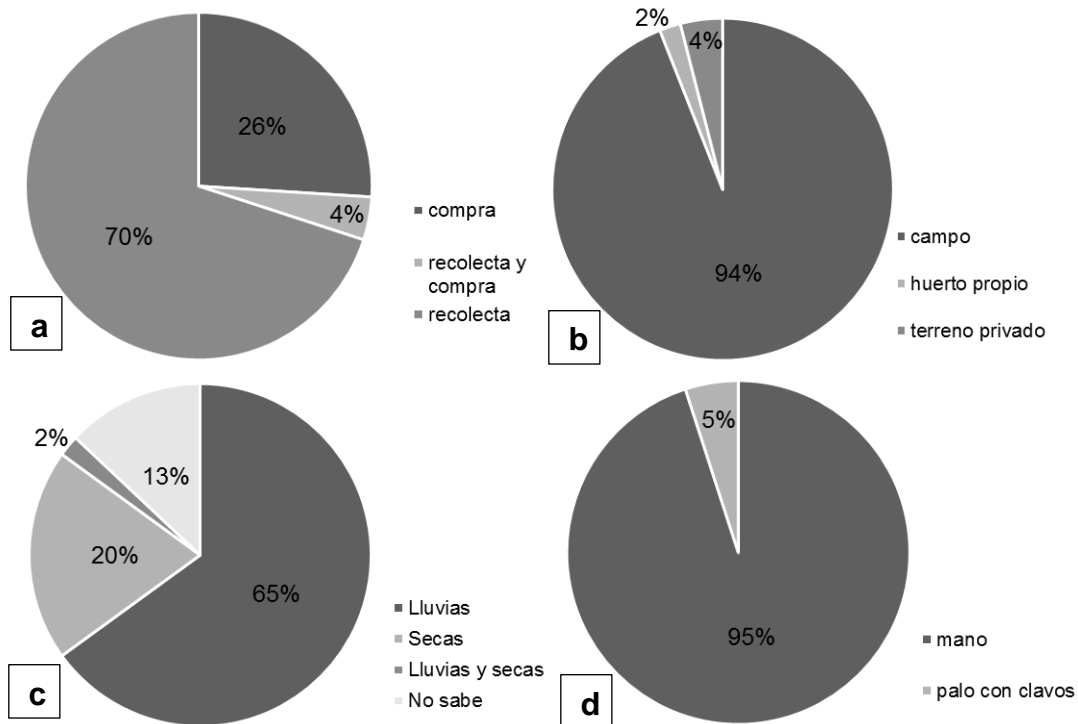 26%
4%
70%
compra
recolecta y
compra
recolecta
a
2%
4%
94%
campo
huerto propio
terreno privado
b
2%
13%
20%
65%
Lluvias
Secas
Lluvias y secas
No sabe
c
5%
95%
mano
palo con clavos
d